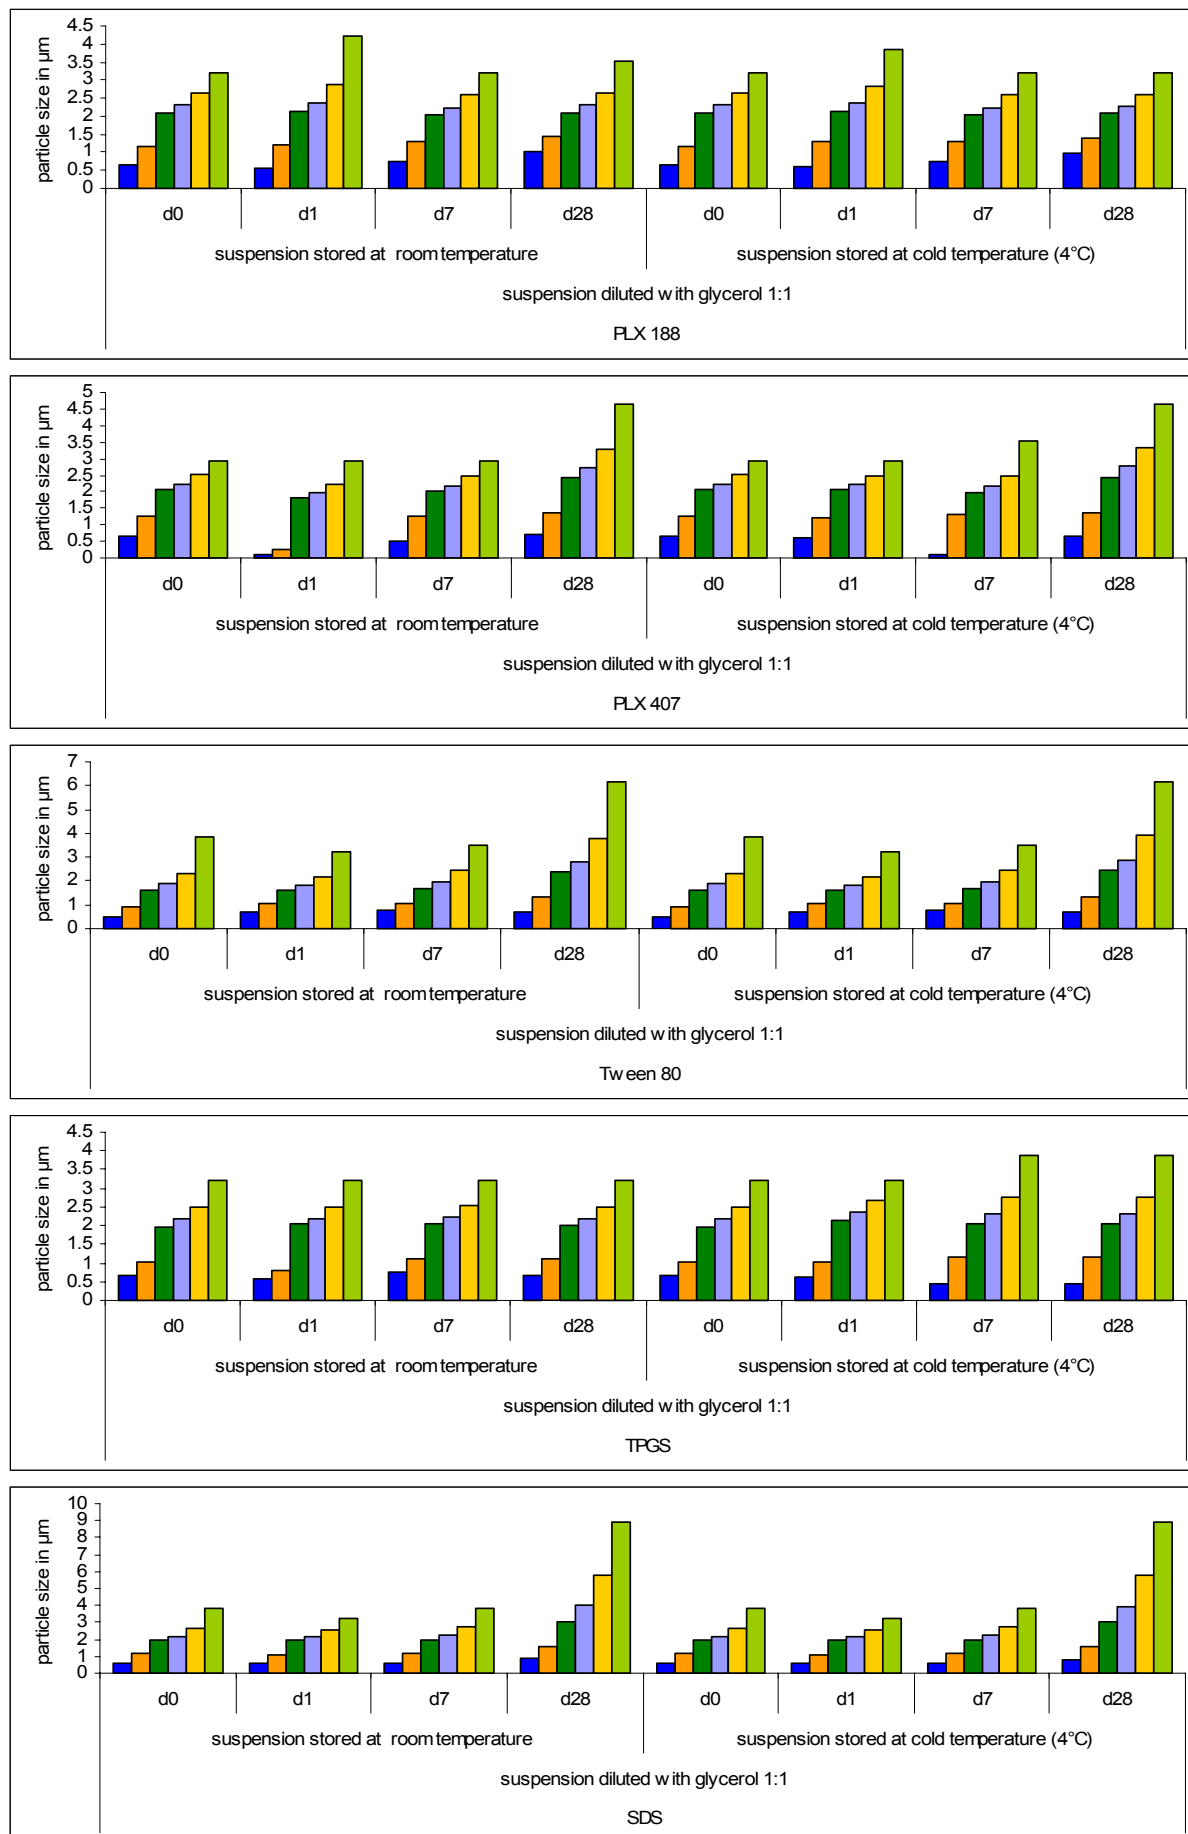 4.5
4
3.5
3
2.5
2
1.5
1
0.5
0
particle size in µm
d0 d1 d7 d28 d0 d1 d7 d28
suspension stored at room temperature suspension stored at cold temperature (4°C)
suspension diluted with glycerol 1:1
PLX 188
5
4.5
4
3.5
3
2.5
2
1.5
1
0.5
0
particle size in µm
d0 d1 d7 d28 d0 d1 d7 d28
suspension stored at room temperature suspension stored at cold temperature (4°C)
suspension diluted with glycerol 1:1
PLX 407
7
6
5
4
3
2
1
0
particle size in µm
d0 d1 d7 d28 d0 d1 d7 d28
suspension stored at room temperature suspension stored at cold temperature (4°C)
suspension diluted with glycerol 1:1
Tween 80
4.5
4
3.5
3
2.5
2
1.5
1
0.5
0
particle size in µm
d0 d1 d7 d28 d0 d1 d7 d28
suspension stored at room temperature suspension stored at cold temperature (4°C)
suspension diluted with glycerol 1:1
TPGS
10
9
8
7
6
5
4
3
2
1
0
particle size in µm
d0 d1 d7 d28 d0 d1 d7 d28
suspension stored at room temperature suspension stored at cold temperature (4°C)
suspension diluted with glycerol 1:1
SDS